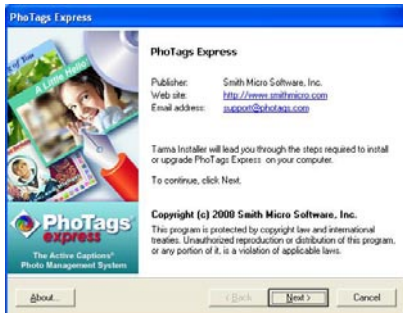 PhoTags Express
PhoTags Express
Publisher: Smith Micro Software, Inc.
Web site: http://www.smithmicro.com
Email address: support@photags.com
Tarma Installer will lead you through the steps required to install
or upgrade PhoTags Express on your computer.
To continue, click Next.
Copyright (c) 2008 Smith Micro Software, Inc.
This program is protected by copyright law and international
treaties. Unauthorized reproduction or distribution of this program,
or any portion of it, is a violation of applicable laws.
A Little Hello!
PhoTags
express
The Active Captions®
Photo Management System
About...
< Back
Next >
Cancel